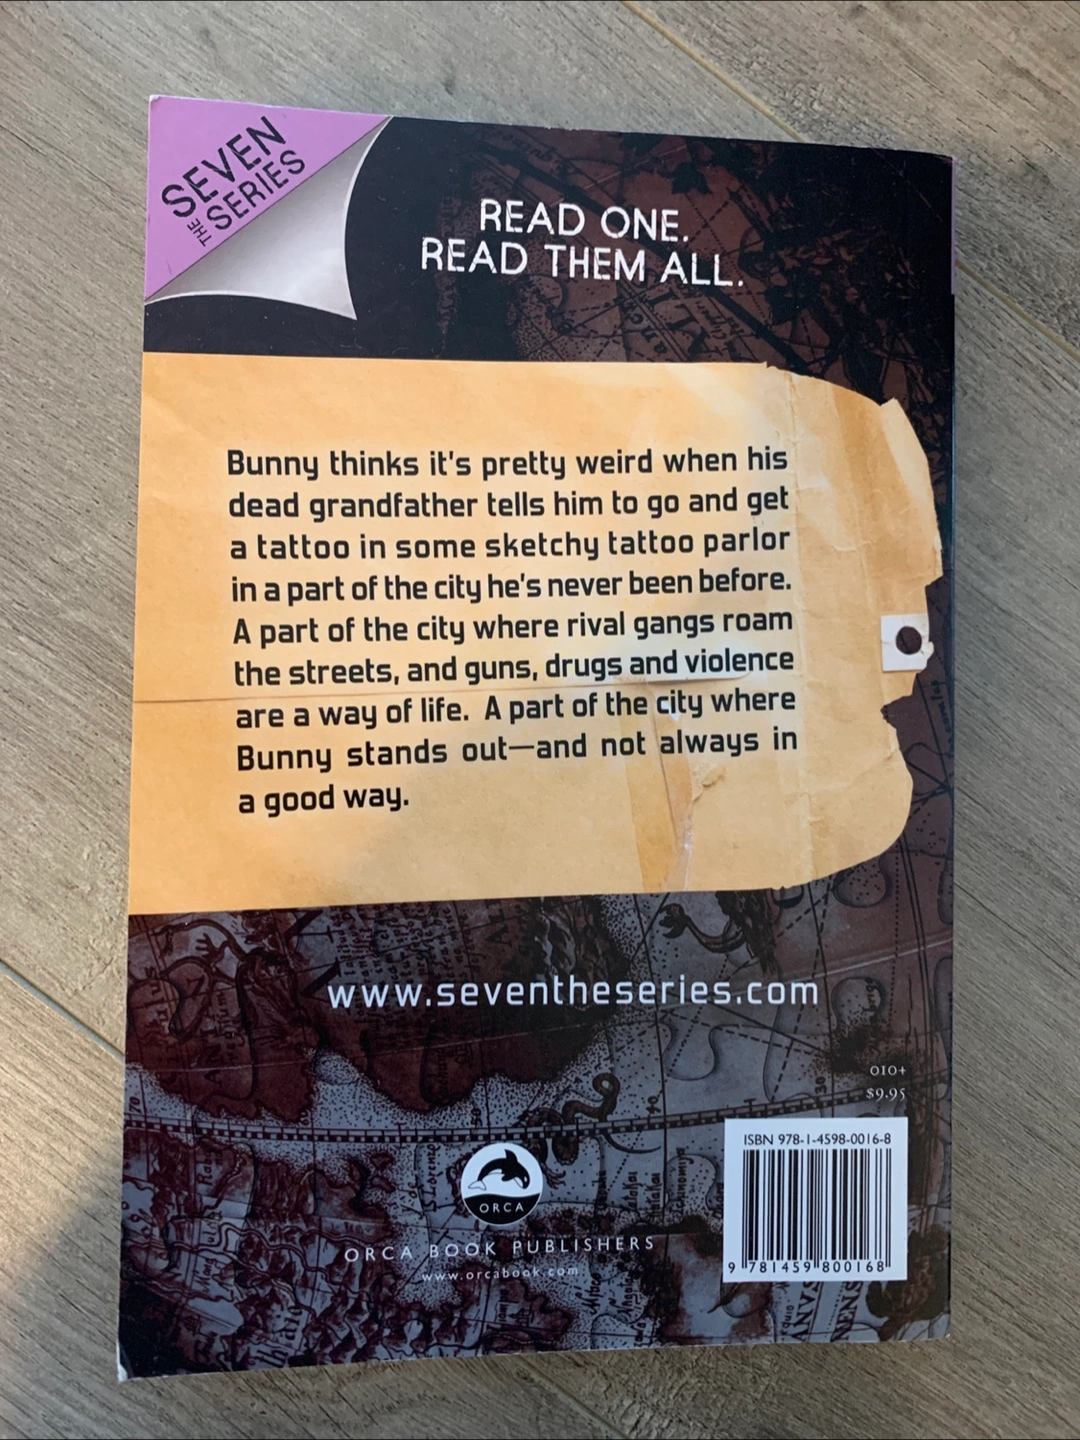 SEVEN
THE SERIES
READ ONE.
READ THEM ALL.
Bunny thinks it's pretty weird when his
dead grandfather tells him to go and get
a tattoo in some sketchy tattoo parlor
in a part of the city he's never been before.
A part of the city where rival gangs roam
the streets, and guns, drugs and violence
are a way of life. A part of the city where
Bunny stands out—and not always in
a good way.
www.seventheseries.com
010+
$9.95
ISBN 978-1-4598-0016-8
ORCA
ORCA BOOK PUBLISHERS
www.orcabook.com
9 781459 800168